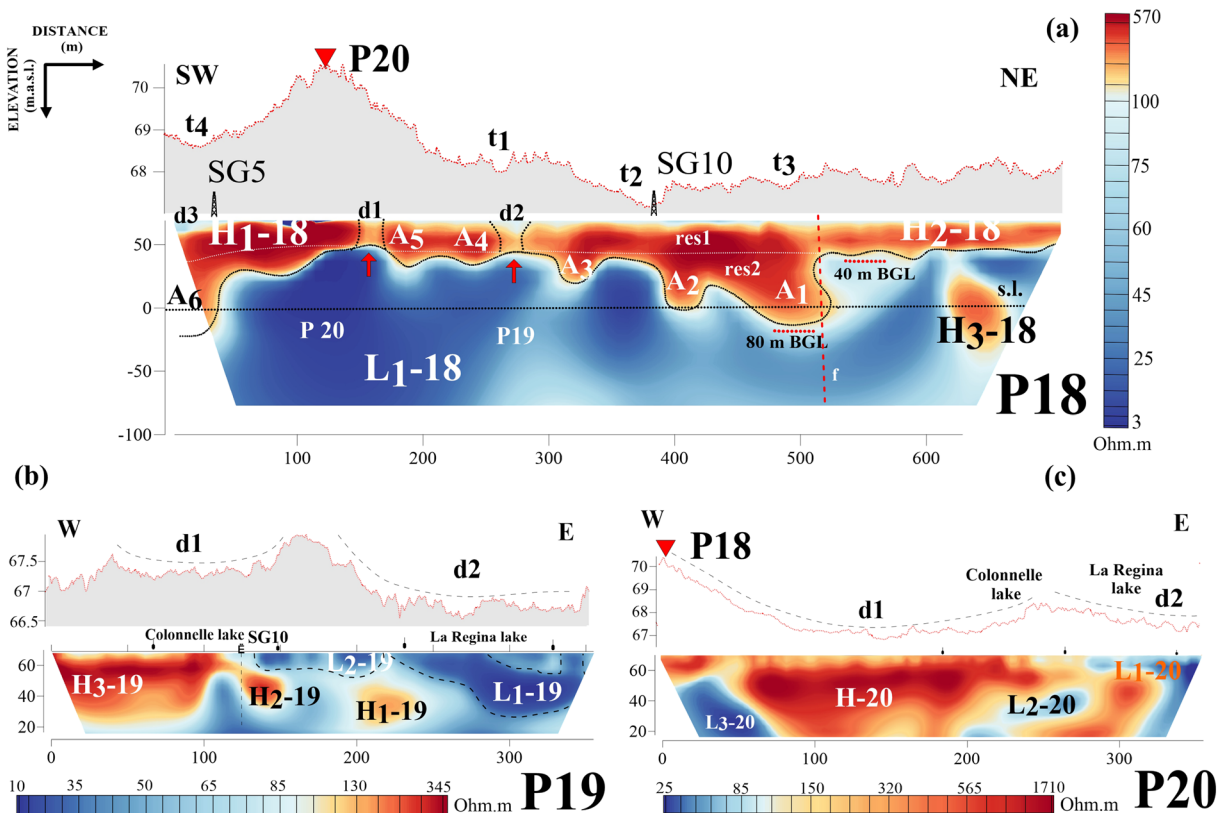 DISTANCE
(m)
ELEVATION
(m.a.s.l.)
(a)
SW
P20
NE
70
69
68
t4
t1
t2
t3
SG5
SG10
d3
d1
d2
H1-18
A5
A4
res1
H2-18
50
A3
res2
40 m BGL
A6
A2
A1
s.l.
0
P 20
P19
80 m BGL
H3-18
L1-18
-50
f
P18
-100
100
200
300
400
500
600
570
100
75
60
45
25
3
Ohm.m
(b)
W
E
d1
67.5
d2
67
66.5
Colonnelle lake
SG10
La Regina lake
60
40
20
H3-19
L2-19
H2-19
L1-19
H1-19
0
100
200
300
10
35
50
65
85
130
345
Ohm.m
P19
(c)
W
P18
E
70
69
68
67
Colonnelle
lake
La Regina
lake
d1
d2
60
40
20
L1-20
H-20
L2-20
L3-20
0
100
200
300
25
85
150
320
565
1710
Ohm.m
P20